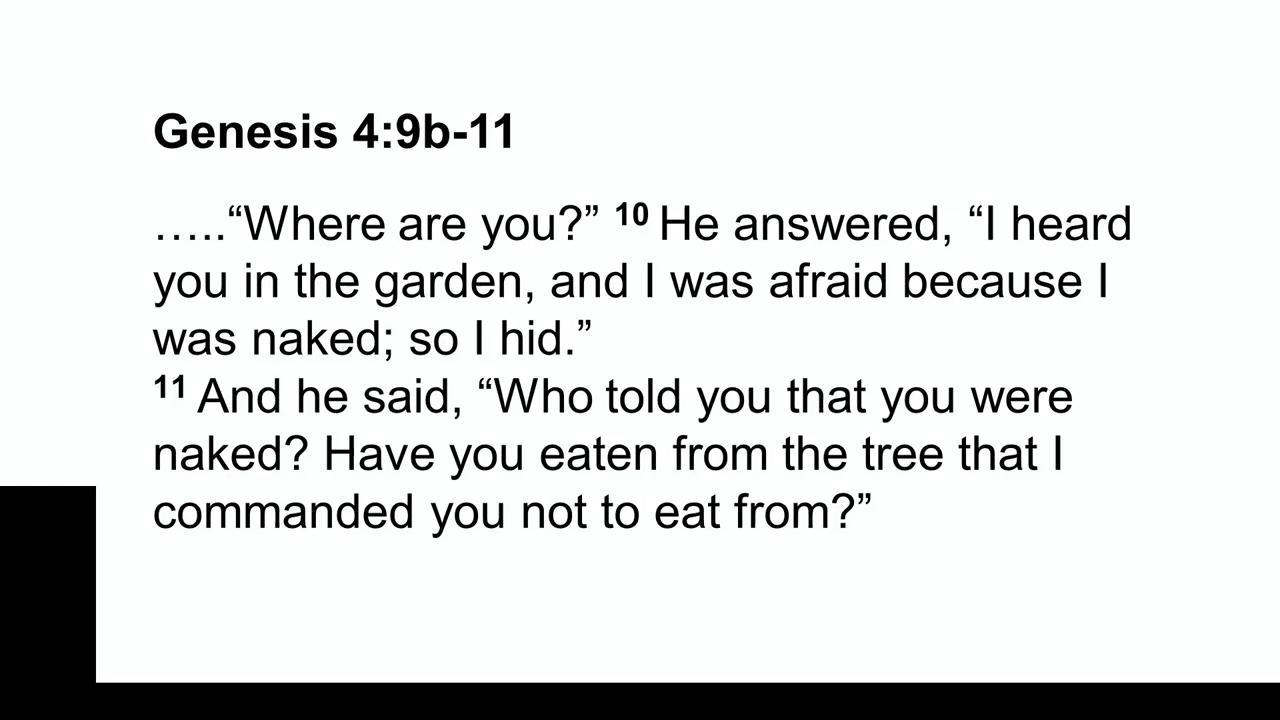 Genesis 4:9b-11
…..“Where are you?” 10 He answered, “I heard
you in the garden, and I was afraid because I
was naked; so I hid.”
11 And he said, “Who told you that you were
naked? Have you eaten from the tree that I
commanded you not to eat from?”